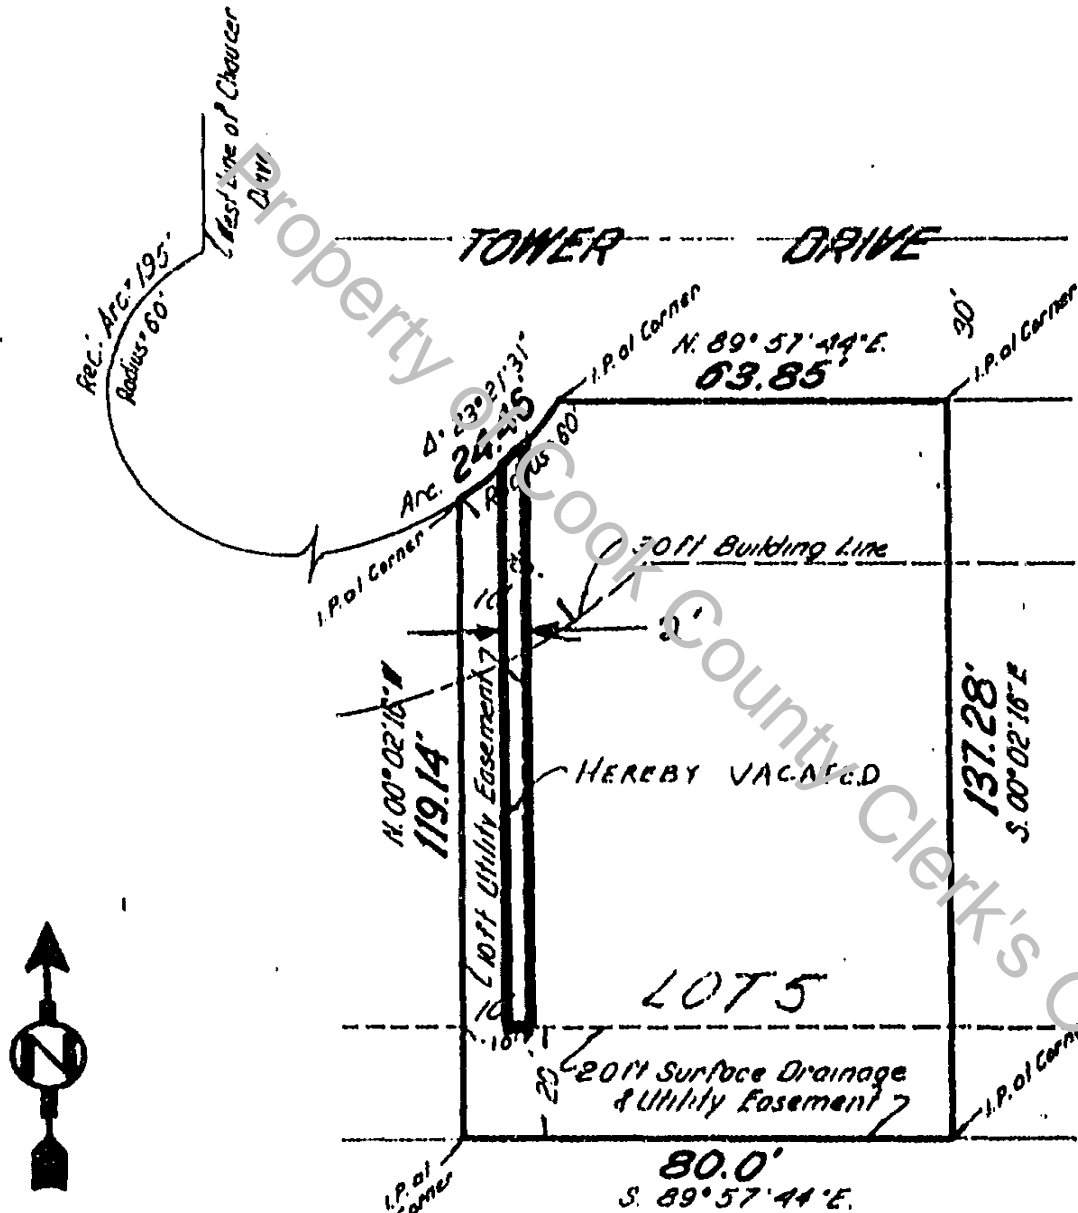 West Line of Chaucer
Drive
TOWER DRIVE
Rec. Arc. 195'
Radius 60'
30'
I.P. at Corner
N. 89° 57' 44" E.
63.85'
I.P. at Corner
Δ 23° 21' 31"
Arc. 24.46'
Radius 60'
I.P. at Corner
30 ft Building Line
10'
N. 00° 02' 16" W
119.14'
10 ft Utility Easement
HEREBY VACATED
137.28'
S. 00° 02' 16" E
LOT 5
10'
10'
20'
20 ft Surface Drainage
& Utility Easement
I.P. at Corner
N
80.0'
S. 89° 57' 44" E.
I.P. at
Corner
Property of Cook County Clerk's